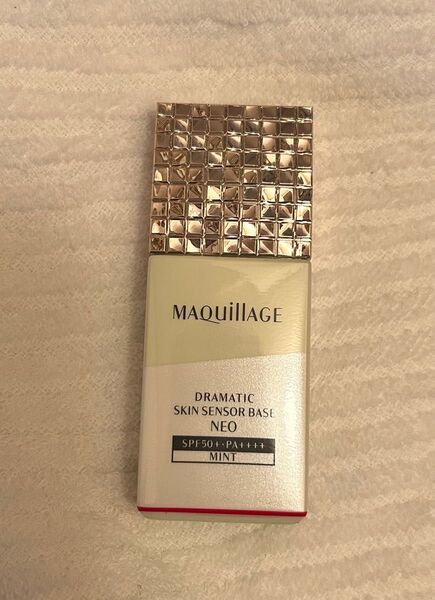 MAQuillAGE
DRAMATIC
SKIN SENSOR BASE
NEO
SPF50+・PA++++
MINT